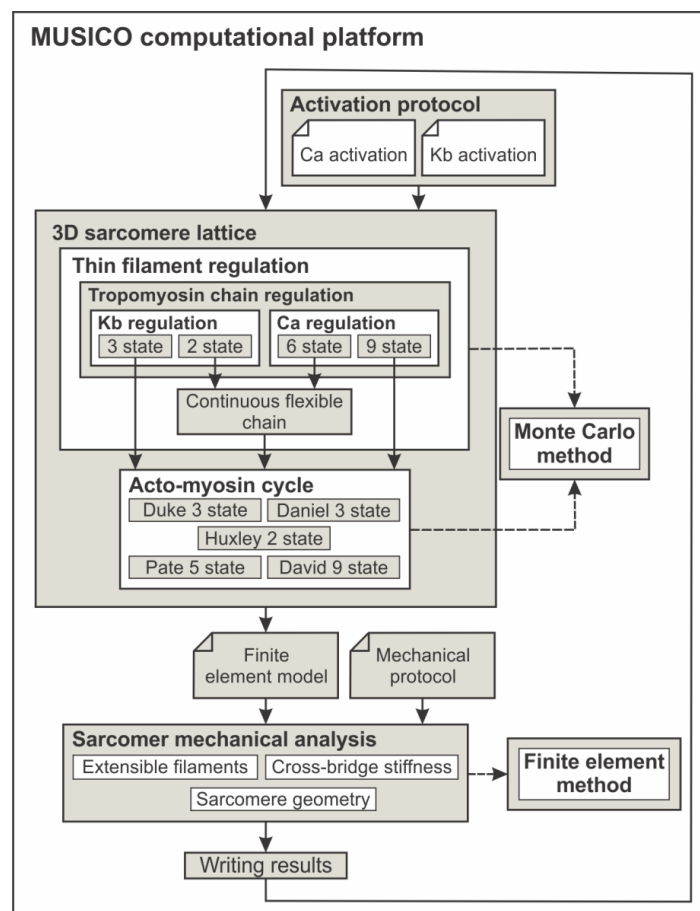 MUSICO computational platform
Activation protocol
Ca activation
Kb activation
3D sarcomere lattice
Thin filament regulation
Tropomyosin chain regulation
Kb regulation
Ca regulation
3 state
2 state
6 state
9 state
Continuous flexible
chain
Monte Carlo
method
Acto-myosin cycle
Duke 3 state
Daniel 3 state
Huxley 2 state
Pate 5 state
David 9 state
Finite
element model
Mechanical
protocol
Sarcomer mechanical analysis
Extensible filaments
Cross-bridge stiffness
Sarcomere geometry
Finite element
method
Writing results